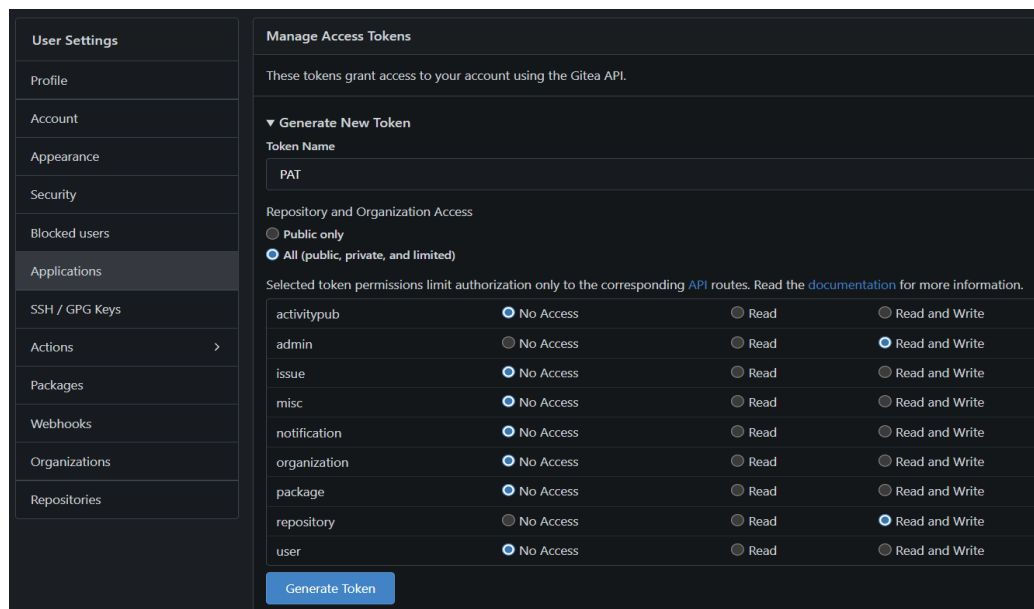 User Settings
Profile
Account
Appearance
Security
Blocked users
Applications
SSH / GPG Keys
Actions
Packages
Webhooks
Organizations
Repositories
Manage Access Tokens
These tokens grant access to your account using the Gitea API.
Generate New Token
Token Name
PAT
Repository and Organization Access
Public only
All (public, private, and limited)
Selected token permissions limit authorization only to the corresponding API routes. Read the documentation for more information.
activitypub No Access Read Read and Write
admin No Access Read Read and Write
issue No Access Read Read and Write
misc No Access Read Read and Write
notification No Access Read Read and Write
organization No Access Read Read and Write
package No Access Read Read and Write
repository No Access Read Read and Write
user No Access Read Read and Write
Generate Token